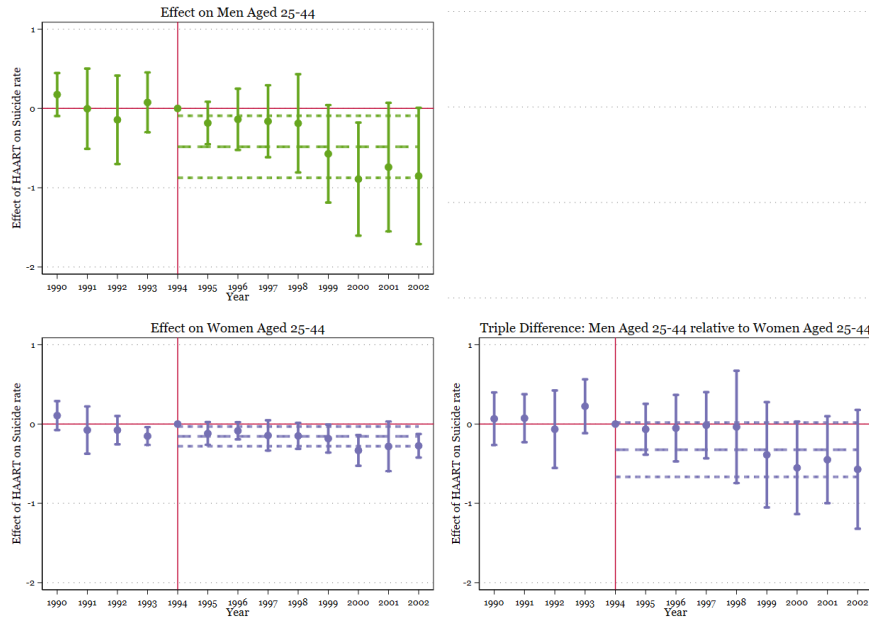 Effect on Men Aged 25-44
Effect of HAART on Suicide rate
1
0
-1
-2
1990 1991 1992 1993 1994 1995 1996 1997 1998 1999 2000 2001 2002
Year
Effect on Women Aged 25-44
Effect of HAART on Suicide rate
1
0
-1
-2
1990 1991 1992 1993 1994 1995 1996 1997 1998 1999 2000 2001 2002
Year
Triple Difference: Men Aged 25-44 relative to Women Aged 25-44
Effect of HAART on Suicide rate
1
0
-1
-2
1990 1991 1992 1993 1994 1995 1996 1997 1998 1999 2000 2001 2002
Year